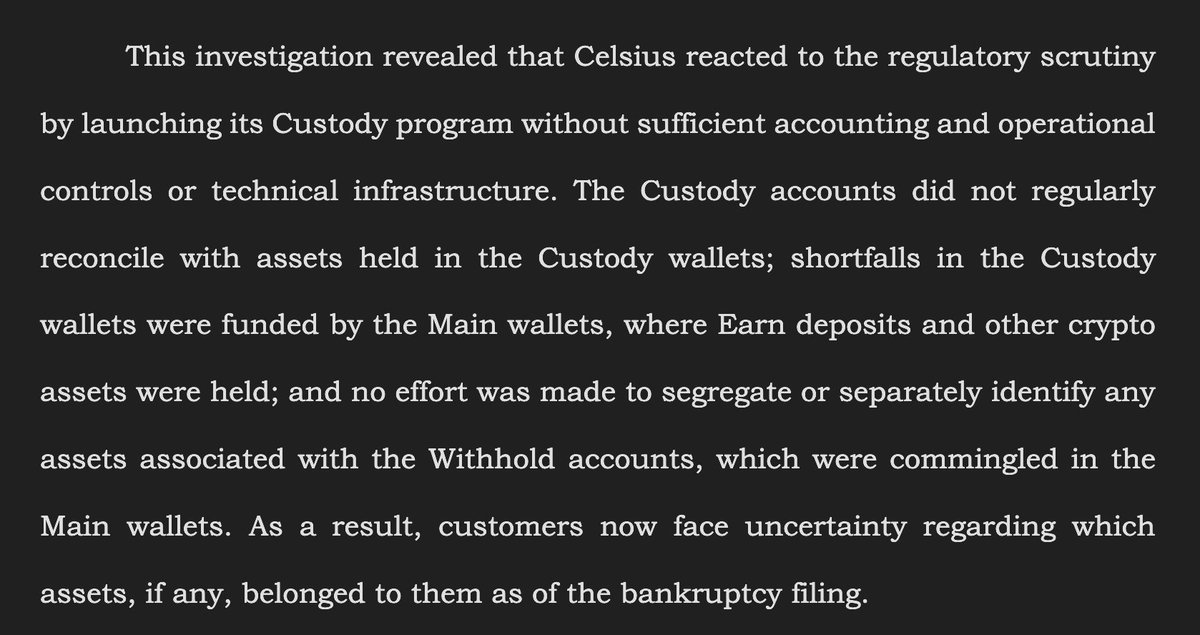 This investigation revealed that Celsius reacted to the regulatory scrutiny
by launching its Custody program without sufficient accounting and operational
controls or technical infrastructure. The Custody accounts did not regularly
reconcile with assets held in the Custody wallets; shortfalls in the Custody
wallets were funded by the Main wallets, where Earn deposits and other crypto
assets were held; and no effort was made to segregate or separately identify any
assets associated with the Withhold accounts, which were commingled in the
Main wallets. As a result, customers now face uncertainty regarding which
assets, if any, belonged to them as of the bankruptcy filing.